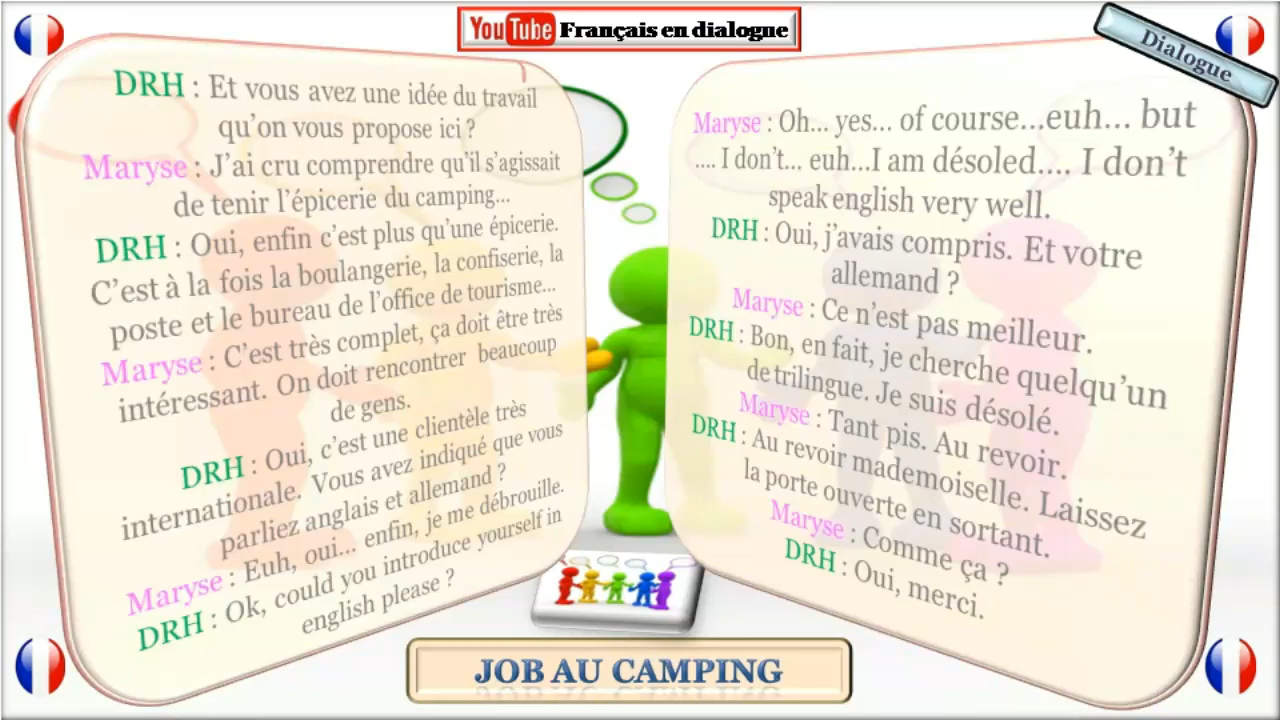 YouTube Français en dialogue
Dialogue
DRH : Et vous avez une idée du travail
qu'on vous propose ici ?
Maryse : J'ai cru comprendre qu'il s'agissait
de tenir l'épicerie du camping...
DRH : Oui, enfin c'est plus qu'une épicerie.
C'est à la fois la boulangerie, la confiserie, la
poste et le bureau de l'office de tourisme...
Maryse : C'est très complet, ça doit être très
intéressant. On doit rencontrer beaucoup
de gens.
DRH : Oui, c'est une clientèle très
internationale. Vous avez indiqué que vous
parliez anglais et allemand ?
Maryse : Euh, oui... enfin, je me débrouille.
DRH : Ok, could you introduce yourself in
english please ?
Maryse : Oh... yes... of course...euh... but
.... I don't... euh...I am désoled.... I don't
speak english very well.
DRH : Oui, j'avais compris. Et votre
allemand ?
Maryse : Ce n'est pas meilleur.
DRH : Bon, en fait, je cherche quelqu'un
de trilingue. Je suis désolé.
Maryse : Tant pis. Au revoir.
DRH : Au revoir mademoiselle. Laissez
la porte ouverte en sortant.
Maryse : Comme ça ?
DRH : Oui, merci.
JOB AU CAMPING